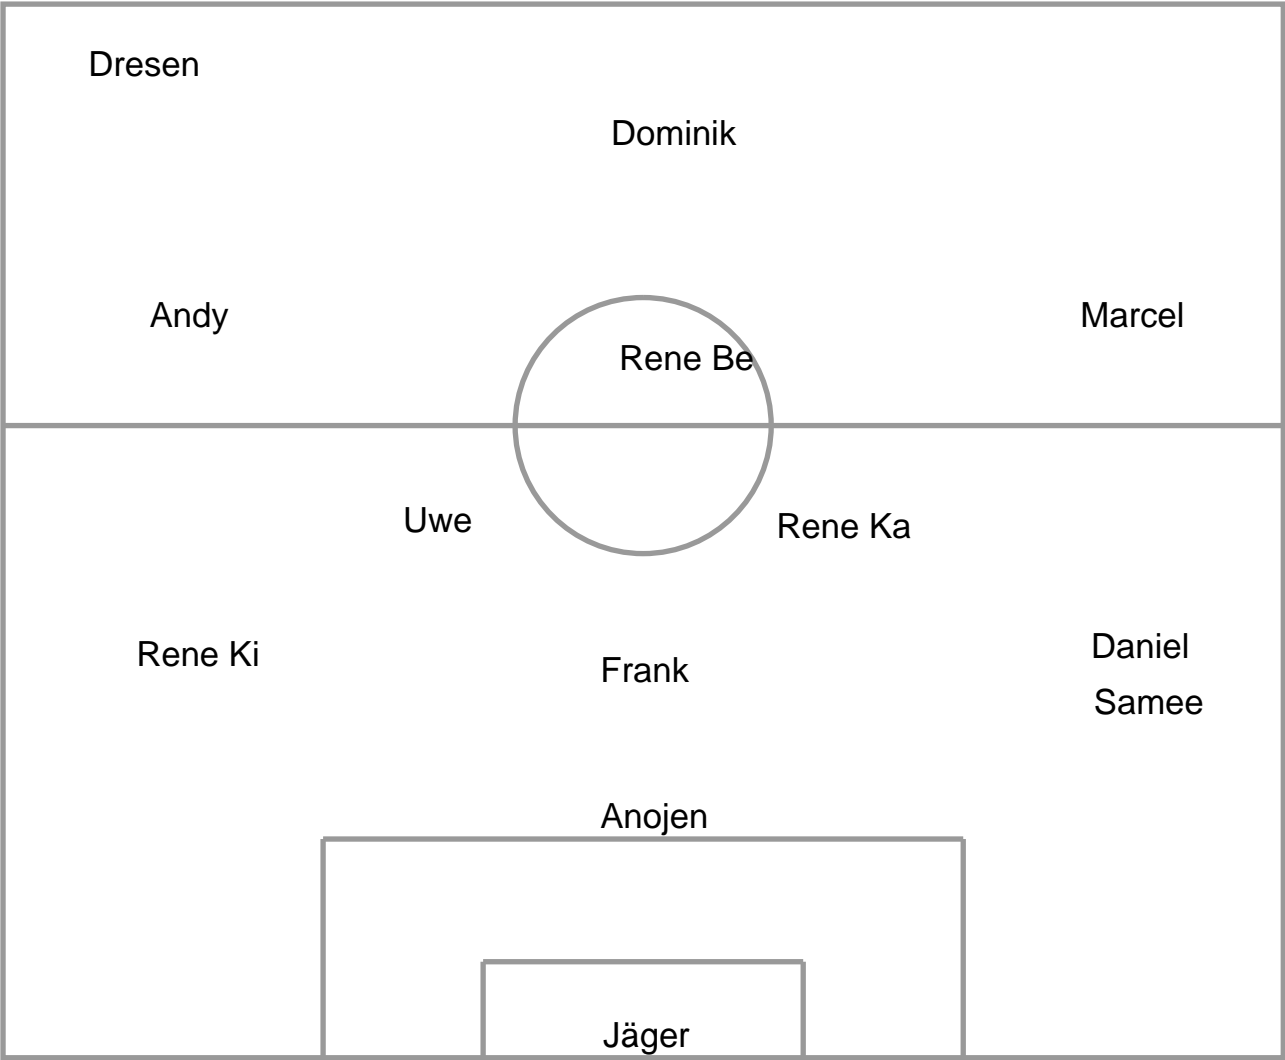 Dresen
Dominik
Andy
Marcel
Rene Be
Uwe
Rene Ka
Rene Ki
Frank
Daniel
Samee
Anojen
Jäger